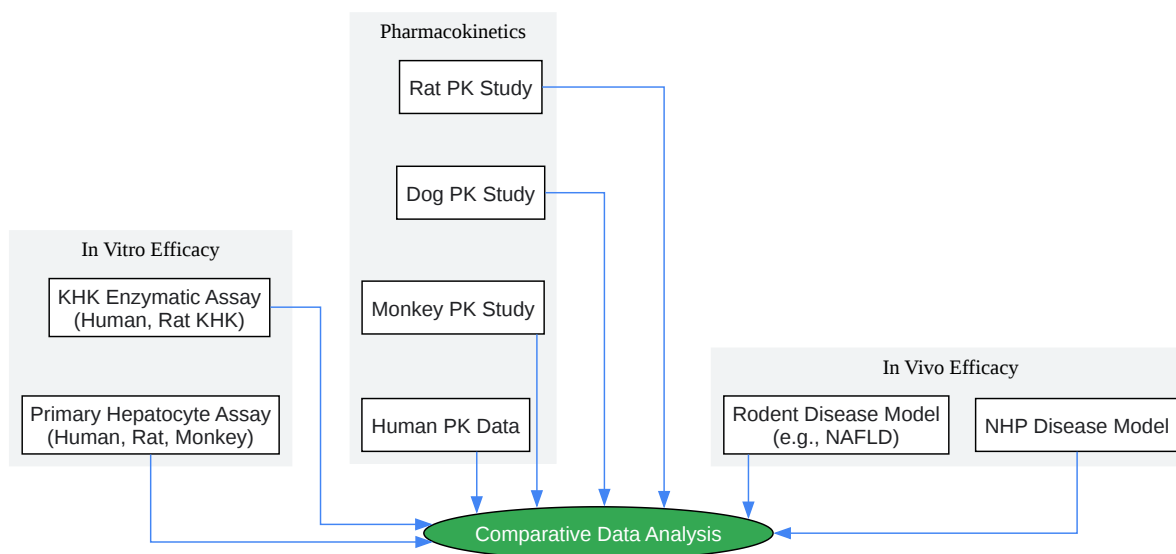 Pharmacokinetics
Rat PK Study
Dog PK Study
Monkey PK Study
Human PK Data
In Vitro Efficacy
KHK Enzymatic Assay
(Human, Rat KHK)
Primary Hepatocyte Assay
(Human, Rat, Monkey)
In Vivo Efficacy
Rodent Disease Model
(e.g., NAFLD)
NHP Disease Model
Comparative Data Analysis